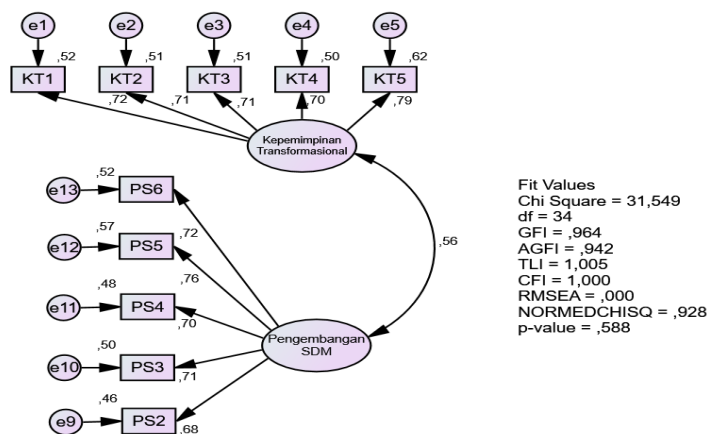 e1 e2 e3 e4 e5
,52 ,51 ,51 ,50 ,62
KT1 KT2 KT3 KT4 KT5
,72 ,71 ,71 ,70 ,79
Kepemimpinan
Transformasional
,52
e13 PS6
,72
,57
e12 PS5
,76
,48
e11 PS4
,70
,50
e10 PS3
,71
,46
e9 PS2
,68
Pengembangan
SDM
,56
Fit Values
Chi Square = 31,549
df = 34
GFI = ,964
AGFI = ,942
TLI = 1,005
CFI = 1,000
RMSEA = ,000
NORMEDCHISQ = ,928
p-value = ,588